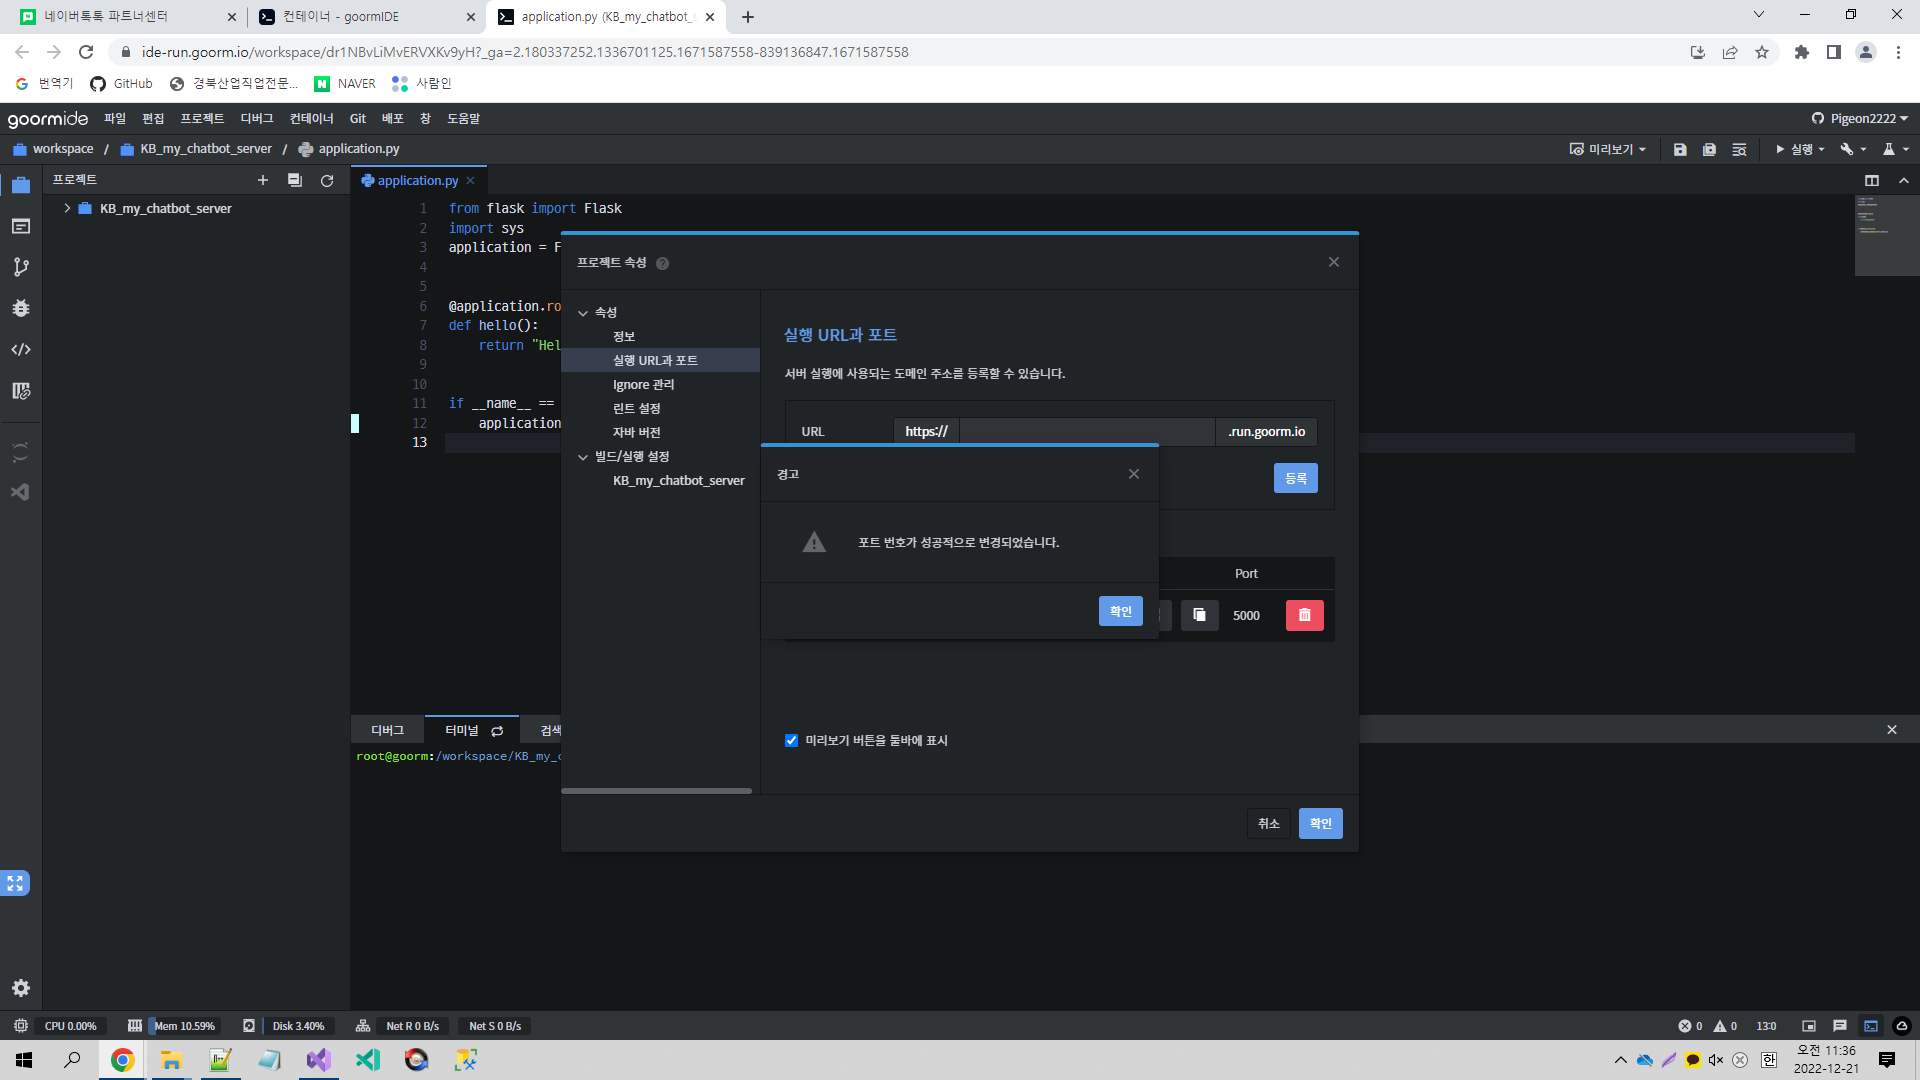 네이버톡톡 파트너센터
컨테이너 - goormIDE
application.py (KB_my_chatbot_s
ide-run.goorm.io/workspace/dr1NBvLiMvERVXKv9yH?_ga=2.180337252.1336701125.1671587558-839136847.1671587558
번역기
GitHub
경북산업직업전문...
NAVER
사람인
goormide 파일 편집 프로젝트 디버그 컨테이너 Git 배포 창 도움말
Pigeon2222
workspace / KB_my_chatbot_server / application.py
미리보기
실행
프로젝트
application.py
KB_my_chatbot_server
1 from flask import Flask
2 import sys
3 application = F
4
5
6 @application.ro
7 def hello():
8 return "Hel
9
10
11 if __name__ ==
12 application
13
프로젝트 속성
속성
정보
실행 URL과 포트
Ignore 관리
린트 설정
자바 버전
빌드/실행 설정
KB_my_chatbot_server
실행 URL과 포트
서버 실행에 사용되는 도메인 주소를 등록할 수 있습니다.
URL https:// .run.goorm.io
등록
경고
포트 번호가 성공적으로 변경되었습니다.
확인
Port
5000
미리보기 버튼을 툴바에 표시
취소 확인
디버그 터미널 검색
root@goorm:/workspace/KB_my_c
CPU 0.00% Mem 10.59% Disk 3.40% Net R 0 B/s Net S 0 B/s
0 0 13:0
한
오전 11:36
2022-12-21